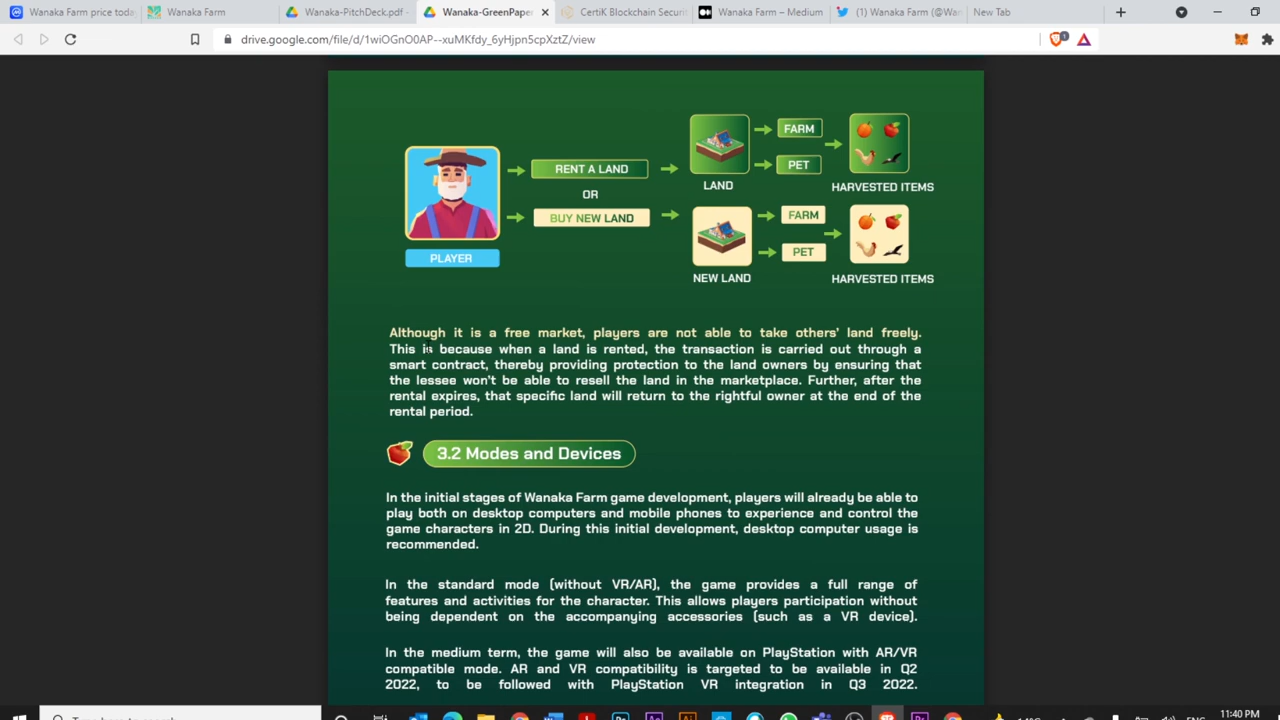 Wanaka Farm price toda
Wanaka Farm
Wanaka-PitchDeck.pdf -
Wanaka-GreenPaper
CertiK Blockchain Securi
Wanaka Farm – Medium
(1) Wanaka Farm (@Wan
New Tab
drive.google.com/file/d/1wiOGnO0AP--xuMKfdy_6yHjpn5cpXztZ/view
RENT A LAND
OR
BUY NEW LAND
PLAYER
FARM
PET
LAND
HARVESTED ITEMS
FARM
PET
NEW LAND
HARVESTED ITEMS
Although it is a free market, players are not able to take others' land freely.
This it because when a land is rented, the transaction is carried out through a
smart contract, thereby providing protection to the land owners by ensuring that
the lessee won't be able to resell the land in the marketplace. Further, after the
rental expires, that specific land will return to the rightful owner at the end of the
rental period.
3.2 Modes and Devices
In the initial stages of Wanaka Farm game development, players will already be able to
play both on desktop computers and mobile phones to experience and control the
game characters in 2D. During this initial development, desktop computer usage is
recommended.
In the standard mode (without VR/AR), the game provides a full range of
features and activities for the character. This allows players participation without
being dependent on the accompanying accessories (such as a VR device).
In the medium term, the game will also be available on PlayStation with AR/VR
compatible mode. AR and VR compatibility is targeted to be available in Q2
2022, to be followed with PlayStation VR integration in Q3 2022.
11:40 PM